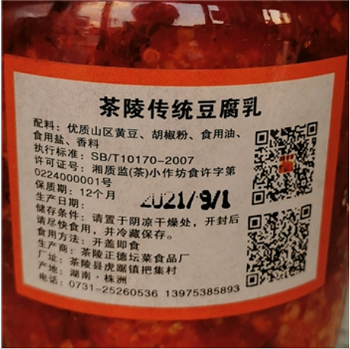 茶陵传统豆腐乳
配料：优质山区黄豆、胡椒粉、食用油、
食用盐、香料
执行标准：SB/T10170-2007
许可证号：湘质监(茶)小作坊食许字第
0224000001号
保质期：12个月
2021/9/1
生产日期：
储存条件：请置于阴凉干燥处，开封后
请尽快食用，并冷藏保存。
食用方法：开盖即食
生产商：茶陵正德坛菜食品厂
厂址：茶陵县虎踞镇把集村
产地：湖南·株洲
电话：0731-25260536 13975385893